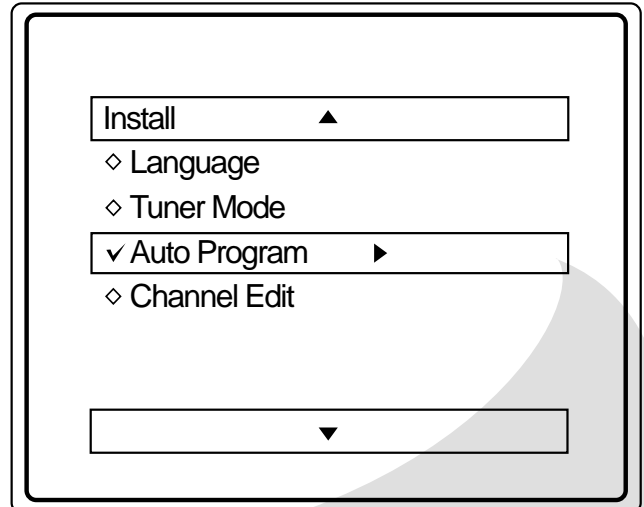 Install ▲
◇ Language
◇ Tuner Mode
✓ Auto Program ▶
◇ Channel Edit
▼